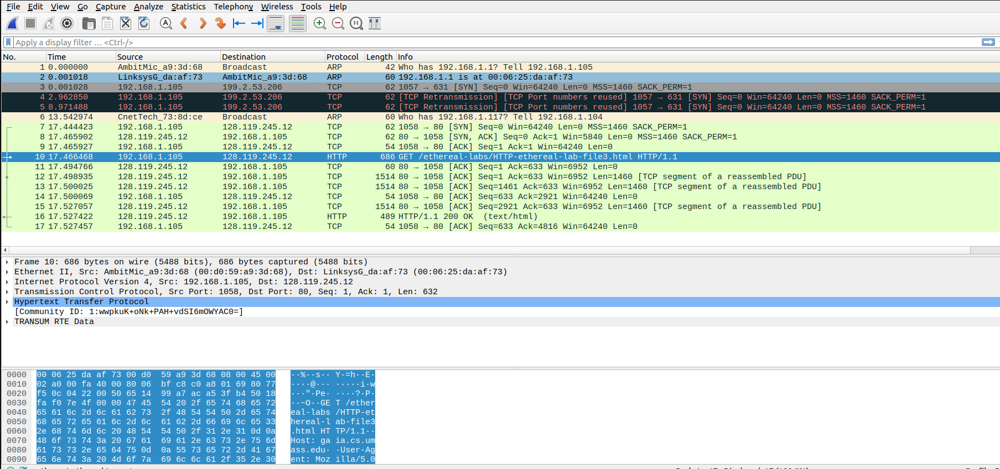 File Edit View Go Capture Analyze Statistics Telephony Wireless Tools Help
Apply a display filter … <Ctrl-/>
No. Time Source Destination Protocol Length Info
1 0.000000 AmbitMic_a9:3d:68 Broadcast ARP 42 Who has 192.168.1.1? Tell 192.168.1.105
2 0.001018 LinksysG_da:af:73 AmbitMic_a9:3d:68 ARP 60 192.168.1.1 is at 00:06:25:da:af:73
3 0.001028 192.168.1.105 199.2.53.206 TCP 62 1057 → 631 [SYN] Seq=0 Win=64240 Len=0 MSS=1460 SACK_PERM=1
4 2.962850 192.168.1.105 199.2.53.206 TCP 62 [TCP Retransmission] [TCP Port numbers reused] 1057 → 631 [SYN] Seq=0 Win=64240 Len=0 MSS=1460 SACK_PERM=1
5 8.971488 192.168.1.105 199.2.53.206 TCP 62 [TCP Retransmission] [TCP Port numbers reused] 1057 → 631 [SYN] Seq=0 Win=64240 Len=0 MSS=1460 SACK_PERM=1
6 13.542974 CnetTech_73:8d:ce Broadcast ARP 60 Who has 192.168.1.117? Tell 192.168.1.104
7 17.444423 192.168.1.105 128.119.245.12 TCP 62 1058 → 80 [SYN] Seq=0 Win=64240 Len=0 MSS=1460 SACK_PERM=1
8 17.465902 128.119.245.12 192.168.1.105 TCP 62 80 → 1058 [SYN, ACK] Seq=0 Ack=1 Win=5840 Len=0 MSS=1460 SACK_PERM=1
9 17.465927 192.168.1.105 128.119.245.12 TCP 54 1058 → 80 [ACK] Seq=1 Ack=1 Win=64240 Len=0
10 17.466468 192.168.1.105 128.119.245.12 HTTP 686 GET /ethereal-labs/HTTP-ethereal-lab-file3.html HTTP/1.1
11 17.494766 128.119.245.12 192.168.1.105 TCP 60 80 → 1058 [ACK] Seq=1 Ack=633 Win=6952 Len=0
12 17.498935 128.119.245.12 192.168.1.105 TCP 1514 80 → 1058 [ACK] Seq=1 Ack=633 Win=6952 Len=1460 [TCP segment of a reassembled PDU]
13 17.500025 128.119.245.12 192.168.1.105 TCP 1514 80 → 1058 [ACK] Seq=1461 Ack=633 Win=6952 Len=1460 [TCP segment of a reassembled PDU]
14 17.500069 192.168.1.105 128.119.245.12 TCP 54 1058 → 80 [ACK] Seq=633 Ack=2921 Win=64240 Len=0
15 17.527057 128.119.245.12 192.168.1.105 TCP 1514 80 → 1058 [ACK] Seq=2921 Ack=633 Win=6952 Len=1460 [TCP segment of a reassembled PDU]
16 17.527422 128.119.245.12 192.168.1.105 HTTP 489 HTTP/1.1 200 OK (text/html)
17 17.527457 192.168.1.105 128.119.245.12 TCP 54 1058 → 80 [ACK] Seq=633 Ack=4816 Win=64240 Len=0
Frame 10: 686 bytes on wire (5488 bits), 686 bytes captured (5488 bits)
Ethernet II, Src: AmbitMic_a9:3d:68 (00:d0:59:a9:3d:68), Dst: LinksysG_da:af:73 (00:06:25:da:af:73)
Internet Protocol Version 4, Src: 192.168.1.105, Dst: 128.119.245.12
Transmission Control Protocol, Src Port: 1058, Dst Port: 80, Seq: 1, Ack: 1, Len: 632
Hypertext Transfer Protocol
[Community ID: 1:wwpkuK+oNk+PAH+vdSI6mOWYAC0=]
TRANSUM RTE Data
0000 00 06 25 da af 73 00 d0 59 a9 3d 68 08 00 45 00 ··%··s·· Y·=h··E·
0010 02 a0 00 fa 40 00 80 06 bf c8 c0 a8 01 69 80 77 ····@··· ·····i·w
0020 f5 0c 04 22 00 50 65 14 99 a7 ac a5 3f b4 50 18 ···"·Pe· ····?·P·
0030 fa f0 7e 4f 00 00 47 45 54 20 2f 65 74 68 65 72 ··~O··GE T /ether
0040 65 61 6c 2d 6c 61 62 73 2f 48 54 54 50 2d 65 74 eal-labs /HTTP-et
0050 68 65 72 65 61 6c 2d 6c 61 62 2d 66 69 6c 65 33 hereal-l ab-file3
0060 2e 68 74 6d 6c 20 48 54 54 50 2f 31 2e 31 0d 0a .html HT TP/1.1··
0070 48 6f 73 74 3a 20 67 61 69 61 2e 63 73 2e 75 6d Host: ga ia.cs.um
0080 61 73 73 2e 65 64 75 0d 0a 55 73 65 72 2d 41 67 ass.edu· ·User-Ag
0090 65 6e 74 3a 20 4d 6f 7a 69 6c 6c 61 2f 35 2e 30 ent: Moz illa/5.0